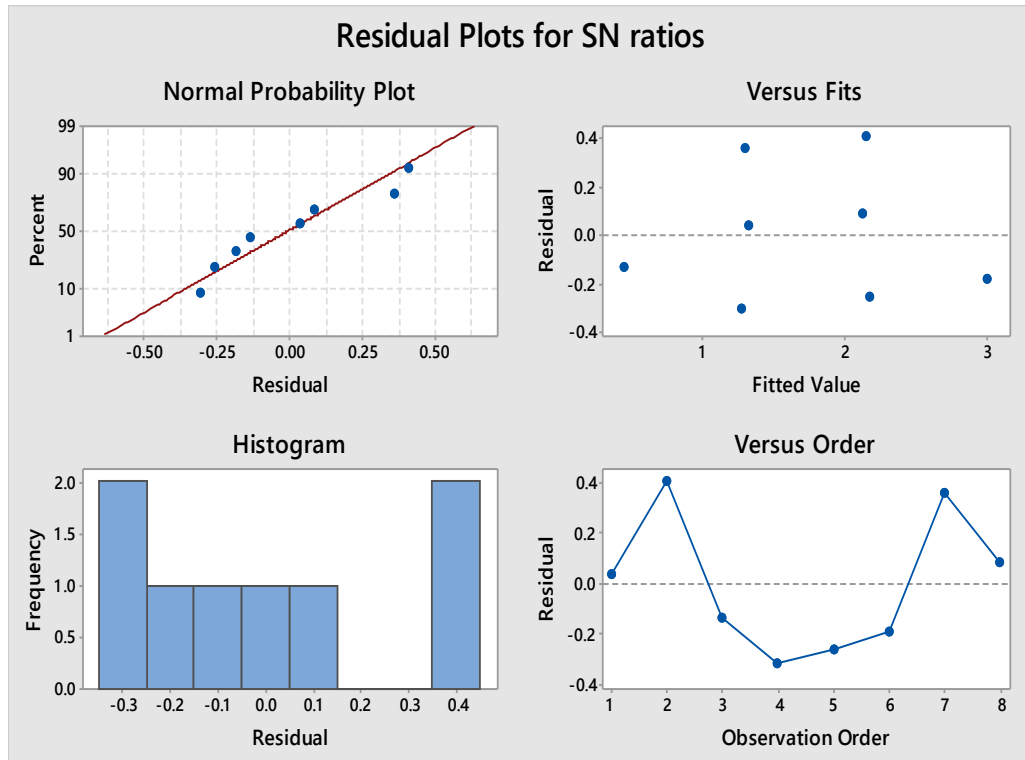 Residual Plots for SN ratios
Normal Probability Plot
99
90
50
10
1
Percent
-0.50 -0.25 0.00 0.25 0.50
Residual
Versus Fits
0.4
0.2
0.0
-0.2
-0.4
Residual
1 2 3
Fitted Value
Histogram
2.0
1.5
1.0
0.5
0.0
Frequency
-0.3 -0.2 -0.1 0.0 0.1 0.2 0.3 0.4
Residual
Versus Order
0.4
0.2
0.0
-0.2
-0.4
Residual
1 2 3 4 5 6 7 8
Observation Order